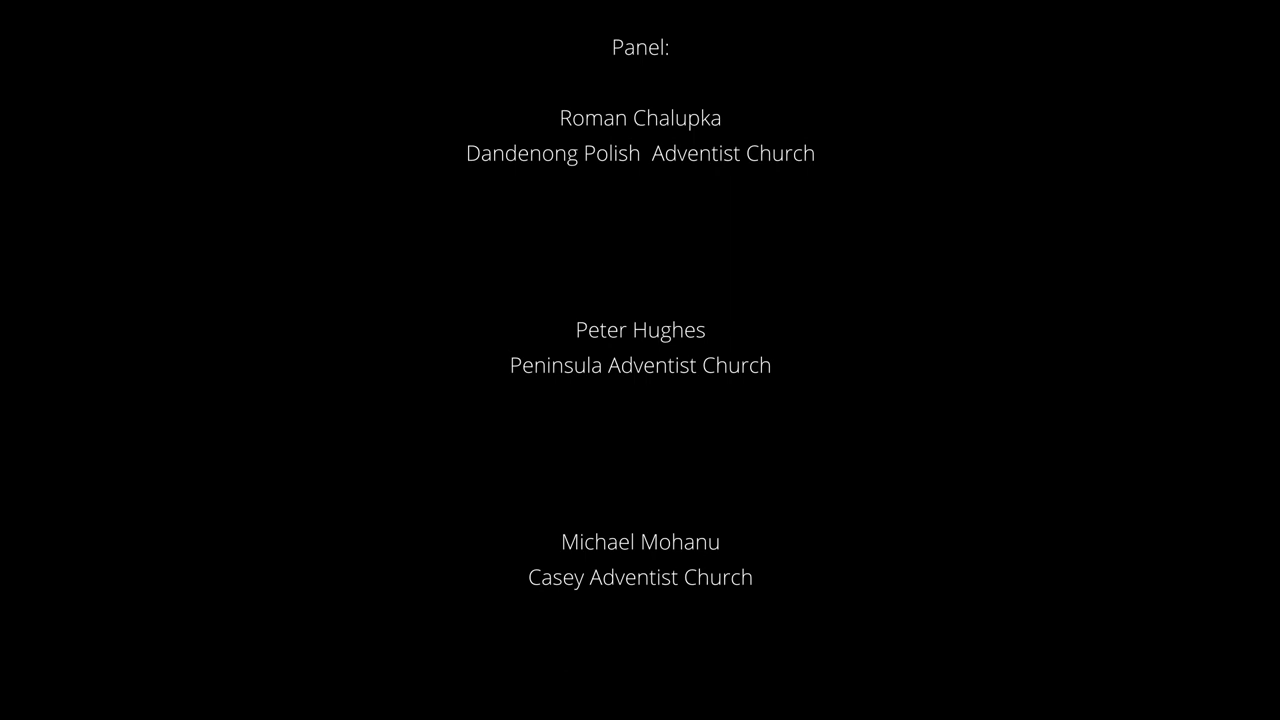 Panel:
Roman Chalupka
Dandenong Polish  Adventist Church
Peter Hughes
Peninsula Adventist Church
Michael Mohanu
Casey Adventist Church